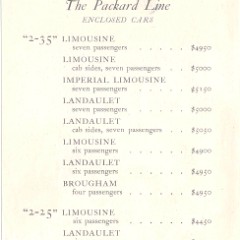 The Packard Line
ENCLOSED CARS
"2-35" LIMOUSINE
seven passengers . . . . . $4950
LIMOUSINE
cab sides, seven passengers . . . $5000
IMPERIAL LIMOUSINE
seven passengers . . . . . $5150
LANDAULET
seven passengers . . . . . $5000
LANDAULET
cab sides, seven passengers . . . $5050
LIMOUSINE
six passengers . . . . . $4900
LANDAULET
six passengers . . . . . $4950
BROUGHAM
four passengers . . . . . $4950
"2-25" LIMOUSINE
six passengers . . . . . $4450
LANDAULET